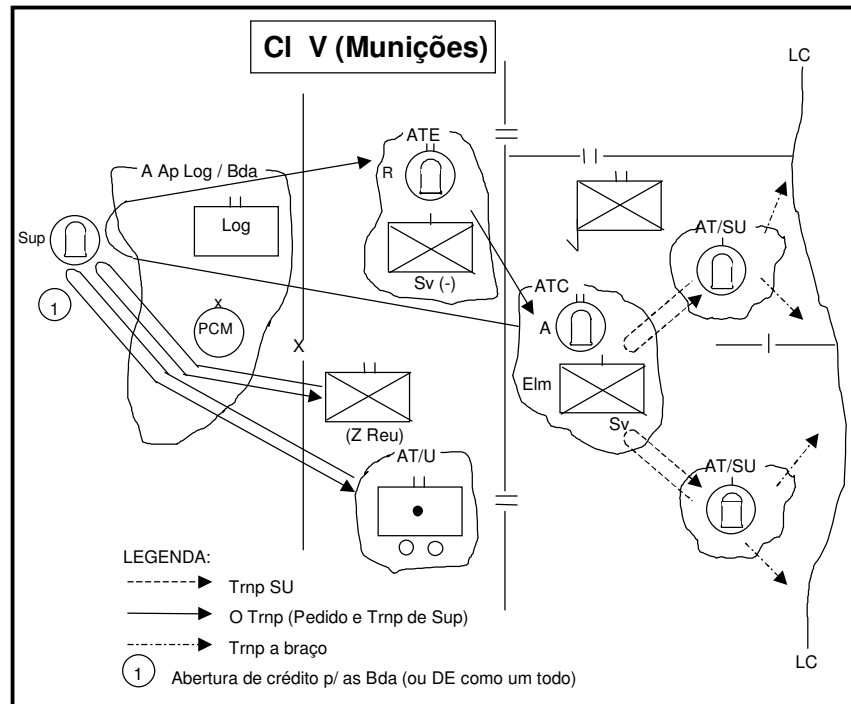 Cl V (Munições)
LC
ATE
A Ap Log / Bda
R
AT/SU
Sup
Log
Sv (-)
ATC
1
x
PCM
A
X
Elm
Sv
(Z Reu)
AT/U
AT/SU
LEGENDA:
Trnp SU
O Trnp (Pedido e Trnp de Sup)
Trnp a braço
1 Abertura de crédito p/ as Bda (ou DE como um todo)
LC